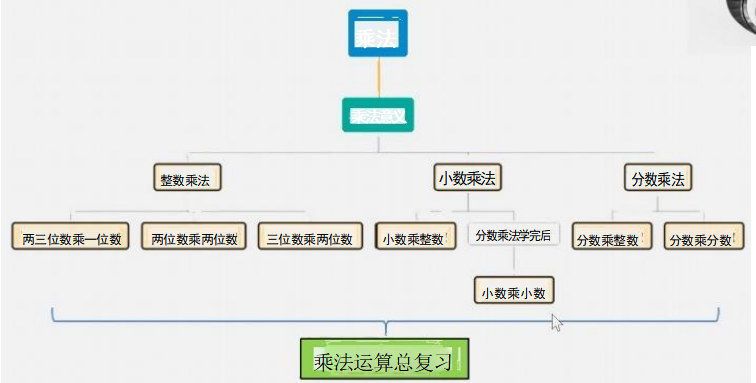 乘法
乘法意义
整数乘法
小数乘法
分数乘法
两三位数乘一位数
两位数乘两位数
三位数乘两位数
小数乘整数
分数乘法学完后
分数乘整数
分数乘分数
小数乘小数
乘法运算总复习